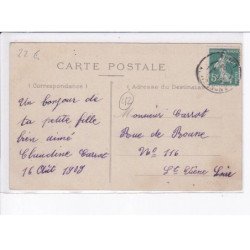 22 €
CARTE POSTALE
(Correspondance)
Adresse du Destinataire
Un bonjour de
ta petite fille
bien aimé
Claudine Carrot
16 Août 1909
Monsieur Carrot
Rue de Roanne
N° 116
St Etienne Loire